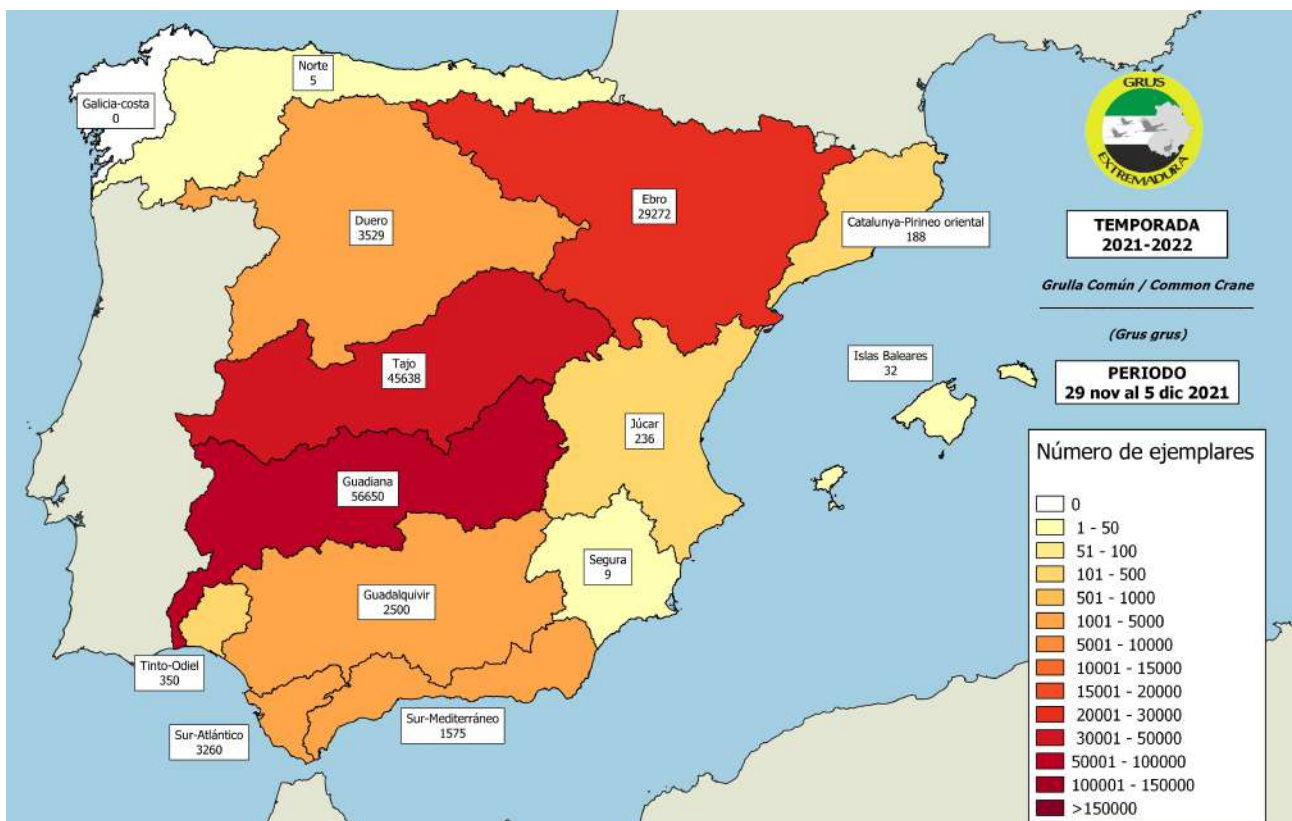 Norte
5
Galicia-costa
0
Duero
3529
Ebro
29272
Catalunya-Pirineo oriental
188
Tajo
45638
Islas Baleares
32
Júcar
236
Guadiana
56650
Segura
9
Guadalquivir
2500
Tinto-Odiel
350
Sur-Mediterráneo
1575
Sur-Atlántico
3260
GRUS
EXTREMADURA
TEMPORADA
2021-2022
Grulla Común / Common Crane
(Grus grus)
PERIODO
29 nov al 5 dic 2021
Número de ejemplares
0
1 - 50
51 - 100
101 - 500
501 - 1000
1001 - 5000
5001 - 10000
10001 - 15000
15001 - 20000
20001 - 30000
30001 - 50000
50001 - 100000
100001 - 150000
>150000